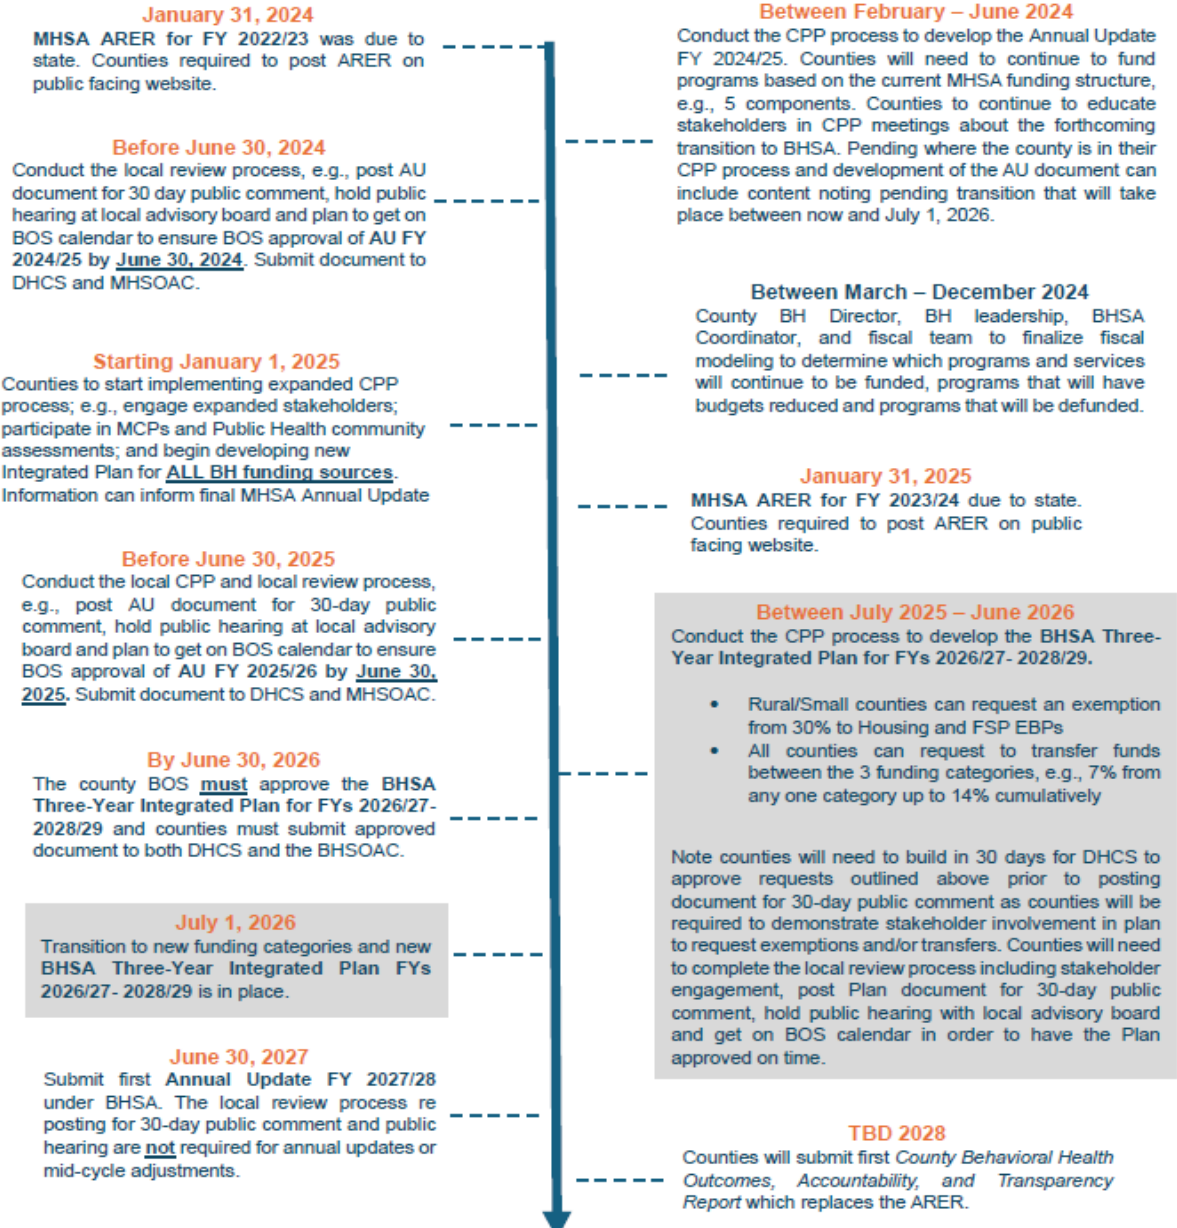 January 31, 2024
MHSA ARER for FY 2022/23 was due to
state. Counties required to post ARER on
public facing website.
Between February – June 2024
Conduct the CPP process to develop the Annual Update
FY 2024/25. Counties will need to continue to fund
programs based on the current MHSA funding structure,
e.g., 5 components. Counties to continue to educate
stakeholders in CPP meetings about the forthcoming
transition to BHSA. Pending where the county is in their
CPP process and development of the AU document can
include content noting pending transition that will take
place between now and July 1, 2026.
Before June 30, 2024
Conduct the local review process, e.g., post AU
document for 30 day public comment, hold public
hearing at local advisory board and plan to get on
BOS calendar to ensure BOS approval of AU FY
2024/25 by June 30, 2024. Submit document to
DHCS and MHSOAC.
Between March – December 2024
County BH Director, BH leadership, BHSA
Coordinator, and fiscal team to finalize fiscal
modeling to determine which programs and services
will continue to be funded, programs that will have
budgets reduced and programs that will be defunded.
Starting January 1, 2025
Counties to start implementing expanded CPP
process; e.g., engage expanded stakeholders;
participate in MCPs and Public Health community
assessments; and begin developing new
Integrated Plan for ALL BH funding sources.
Information can inform final MHSA Annual Update
January 31, 2025
MHSA ARER for FY 2023/24 due to state.
Counties required to post ARER on public
facing website.
Before June 30, 2025
Conduct the local CPP and local review process,
e.g., post AU document for 30-day public
comment, hold public hearing at local advisory
board and plan to get on BOS calendar to ensure
BOS approval of AU FY 2025/26 by June 30,
2025. Submit document to DHCS and MHSOAC.
Between July 2025 – June 2026
Conduct the CPP process to develop the BHSA Three-
Year Integrated Plan for FYs 2026/27- 2028/29.
• Rural/Small counties can request an exemption
from 30% to Housing and FSP EBPs
• All counties can request to transfer funds
between the 3 funding categories, e.g., 7% from
any one category up to 14% cumulatively
Note counties will need to build in 30 days for DHCS to
approve requests outlined above prior to posting
document for 30-day public comment as counties will be
required to demonstrate stakeholder involvement in plan
to request exemptions and/or transfers. Counties will need
to complete the local review process including stakeholder
engagement, post Plan document for 30-day public
comment, hold public hearing with local advisory board
and get on BOS calendar in order to have the Plan
approved on time.
By June 30, 2026
The county BOS must approve the BHSA
Three-Year Integrated Plan for FYs 2026/27-
2028/29 and counties must submit approved
document to both DHCS and the BHSOAC.
July 1, 2026
Transition to new funding categories and new
BHSA Three-Year Integrated Plan FYs
2026/27- 2028/29 is in place.
June 30, 2027
Submit first Annual Update FY 2027/28
under BHSA. The local review process re
posting for 30-day public comment and public
hearing are not required for annual updates or
mid-cycle adjustments.
TBD 2028
Counties will submit first County Behavioral Health
Outcomes, Accountability, and Transparency
Report which replaces the ARER.